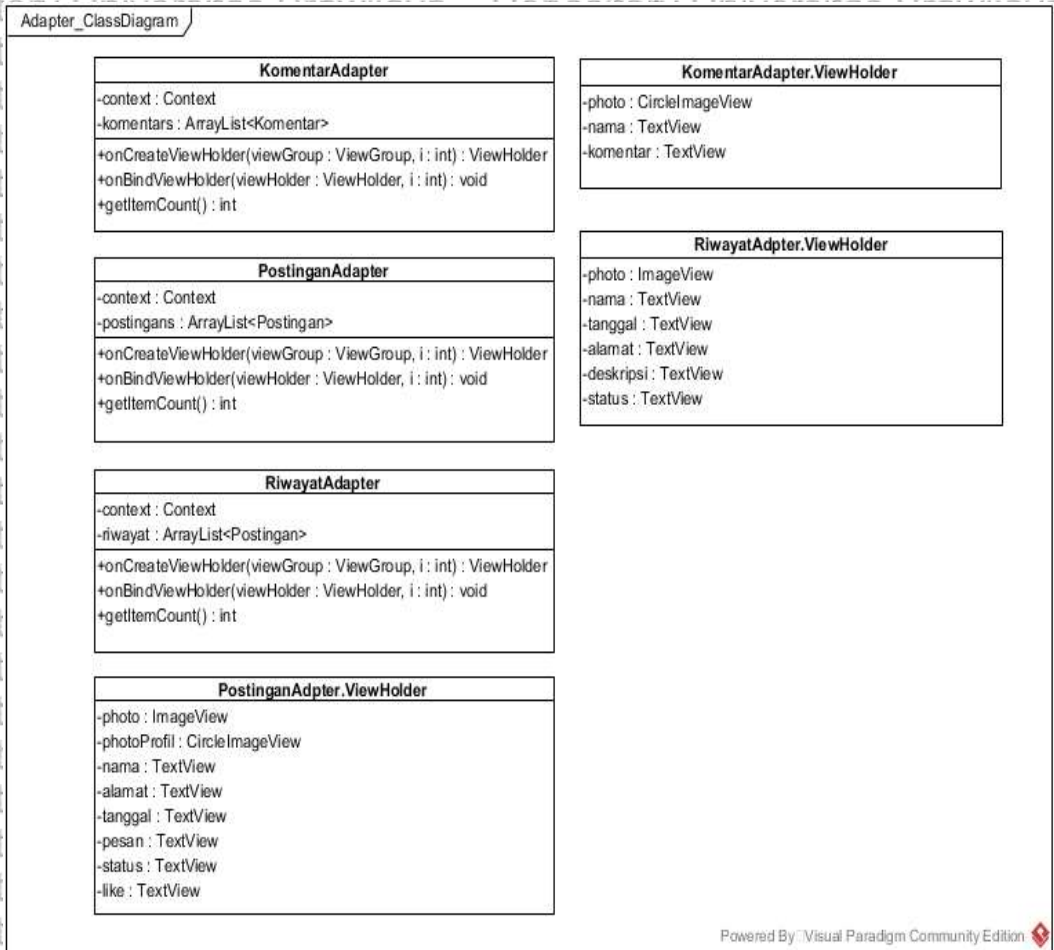 Adapter_ClassDiagram
KomentarAdapter
-context : Context
-komentars : ArrayList<Komentar>
+onCreateViewHolder(viewGroup : ViewGroup, i : int) : ViewHolder
+onBindViewHolder(viewHolder : ViewHolder, i : int) : void
+getItemCount() : int
PostinganAdapter
-context : Context
-postingans : ArrayList<Postingan>
+onCreateViewHolder(viewGroup : ViewGroup, i : int) : ViewHolder
+onBindViewHolder(viewHolder : ViewHolder, i : int) : void
+getItemCount() : int
RiwayatAdapter
-context : Context
-riwayat : ArrayList<Postingan>
+onCreateViewHolder(viewGroup : ViewGroup, i : int) : ViewHolder
+onBindViewHolder(viewHolder : ViewHolder, i : int) : void
+getItemCount() : int
PostinganAdpter.ViewHolder
-photo : ImageView
-photoProfil : CircleImageView
-nama : TextView
-alamat : TextView
-tanggal : TextView
-pesan : TextView
-status : TextView
-like : TextView
KomentarAdapter.ViewHolder
-photo : CircleImageView
-nama : TextView
-komentar : TextView
RiwayatAdpter.ViewHolder
-photo : ImageView
-nama : TextView
-tanggal : TextView
-alamat : TextView
-deskripsi : TextView
-status : TextView
Powered By Visual Paradigm Community Edition